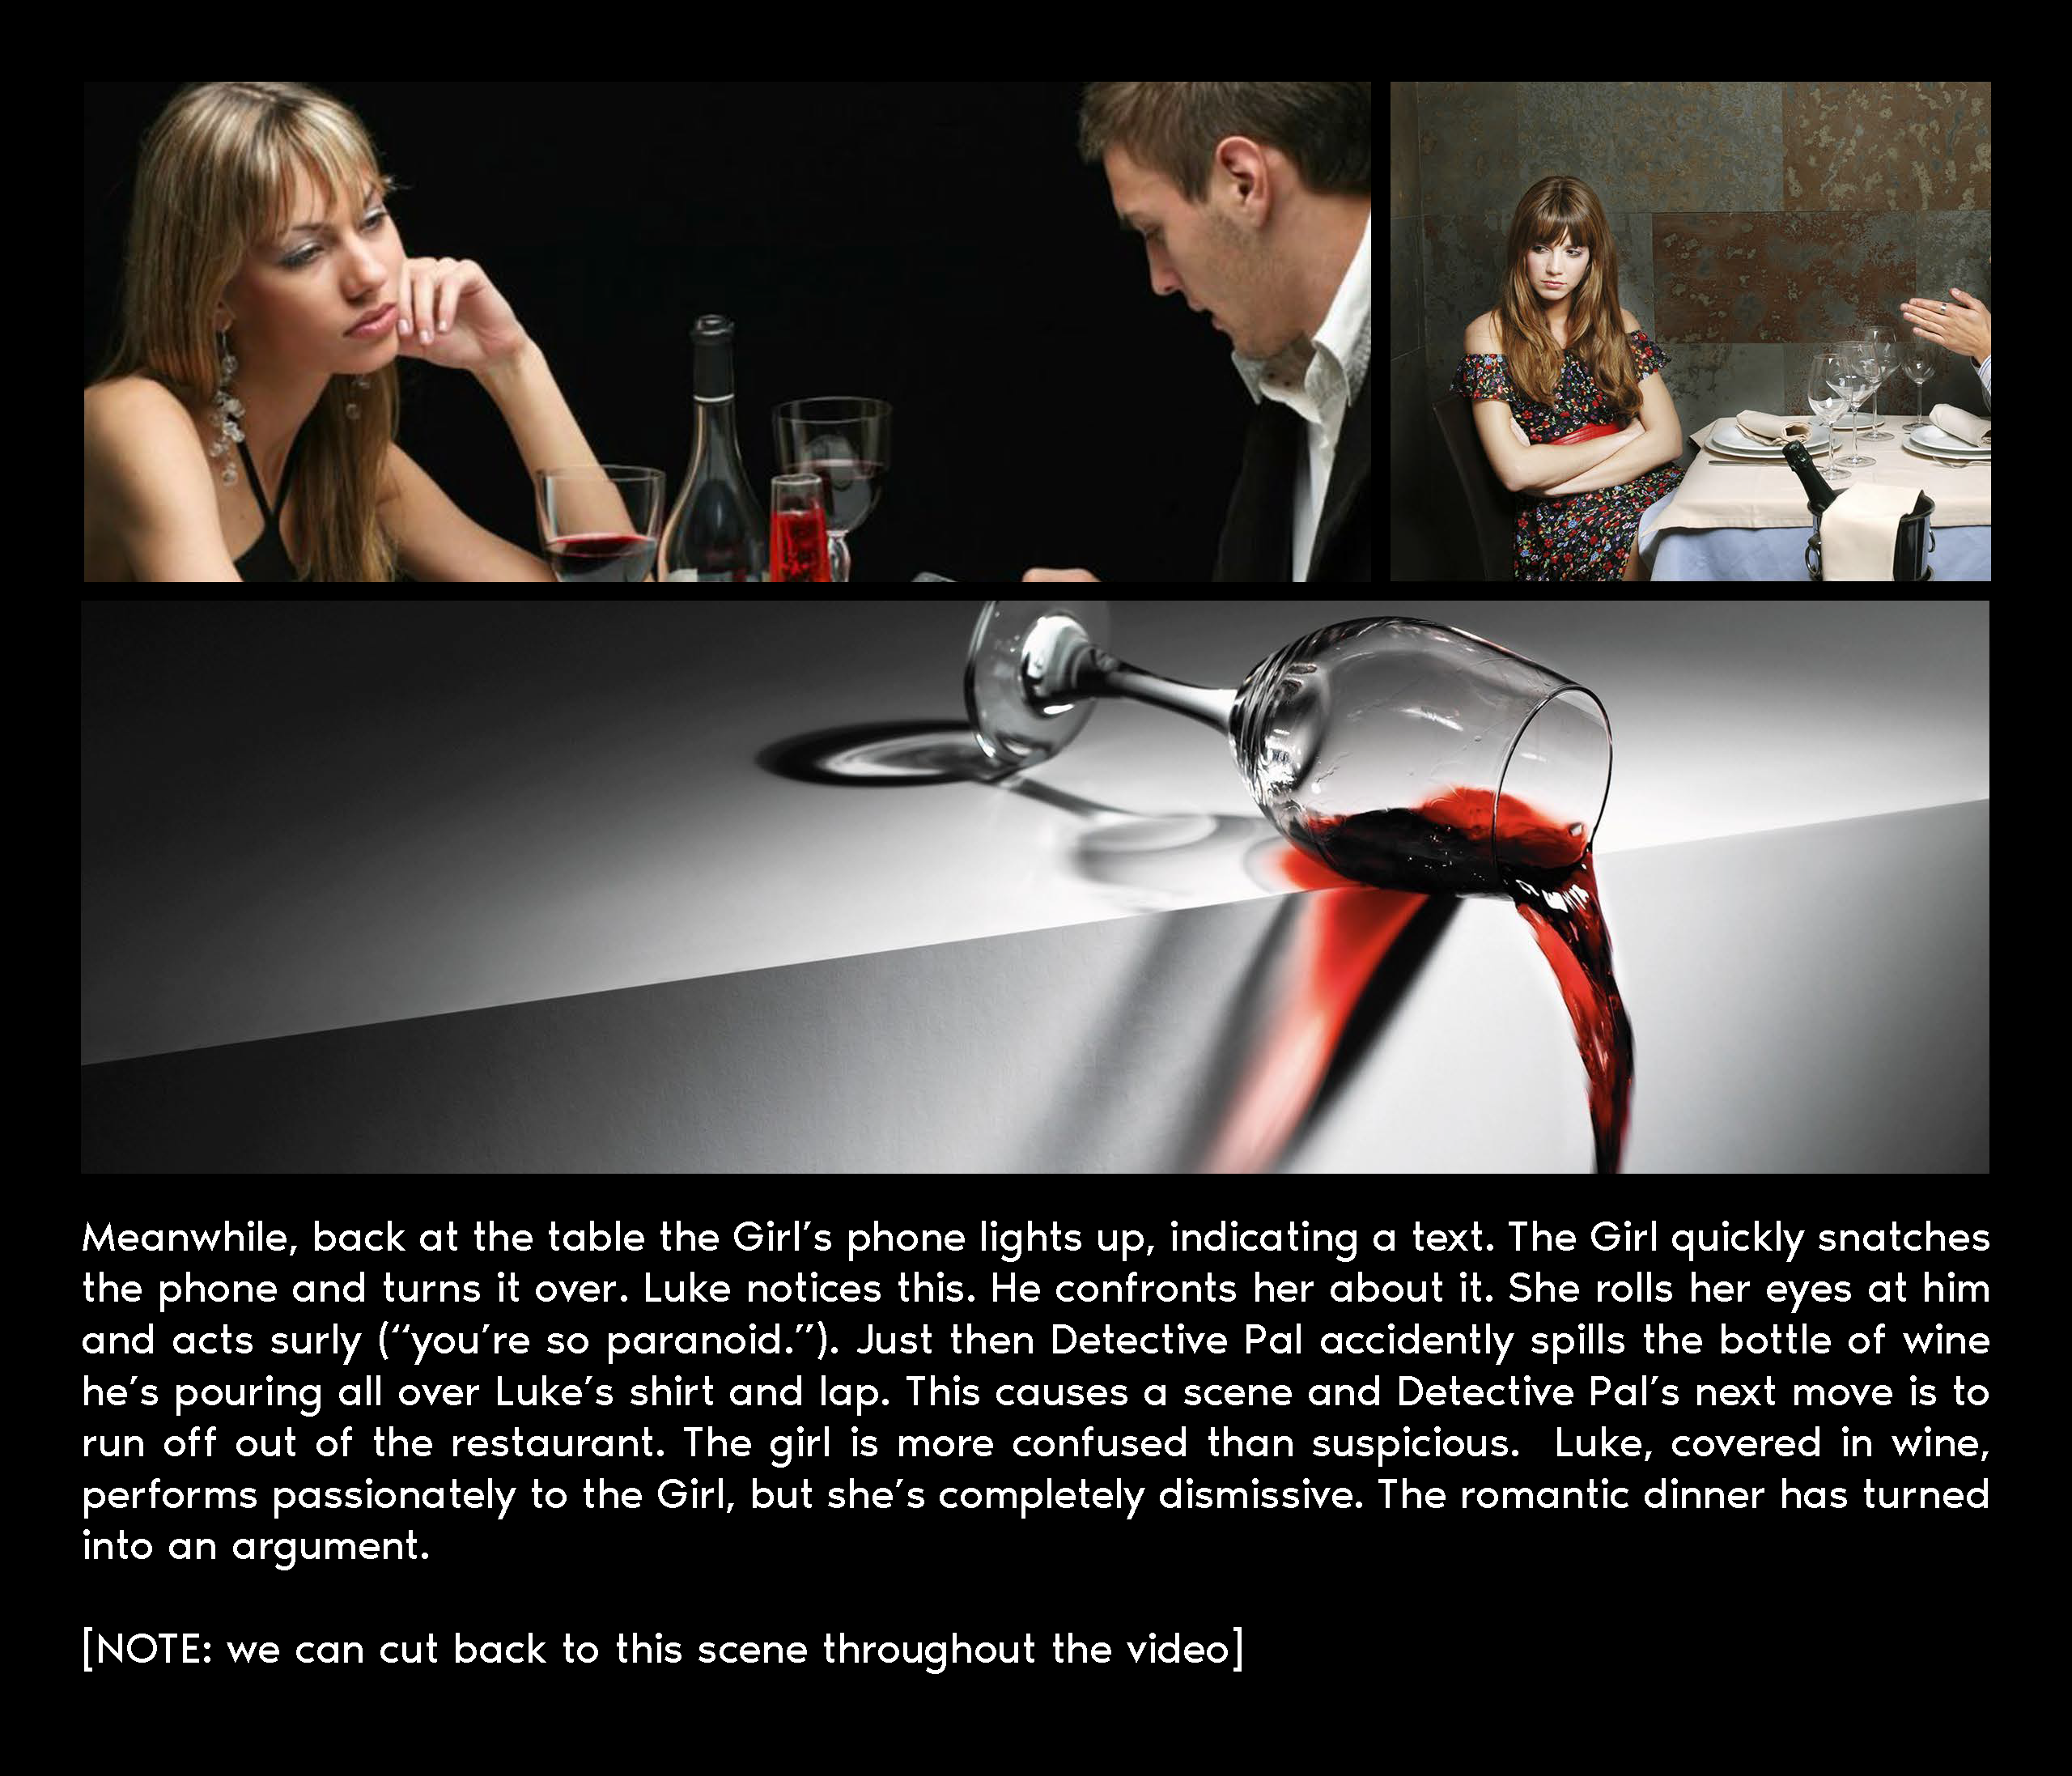 Meanwhile, back at the table the Girl’s phone lights up, indicating a text. The Girl quickly snatches
the phone and turns it over. Luke notices this. He confronts her about it. She rolls her eyes at him
and acts surly (“you’re so paranoid.”). Just then Detective Pal accidently spills the bottle of wine
he’s pouring all over Luke’s shirt and lap. This causes a scene and Detective Pal’s next move is to
run off out of the restaurant. The girl is more confused than suspicious.  Luke, covered in wine,
performs passionately to the Girl, but she’s completely dismissive. The romantic dinner has turned
into an argument.
[NOTE: we can cut back to this scene throughout the video]